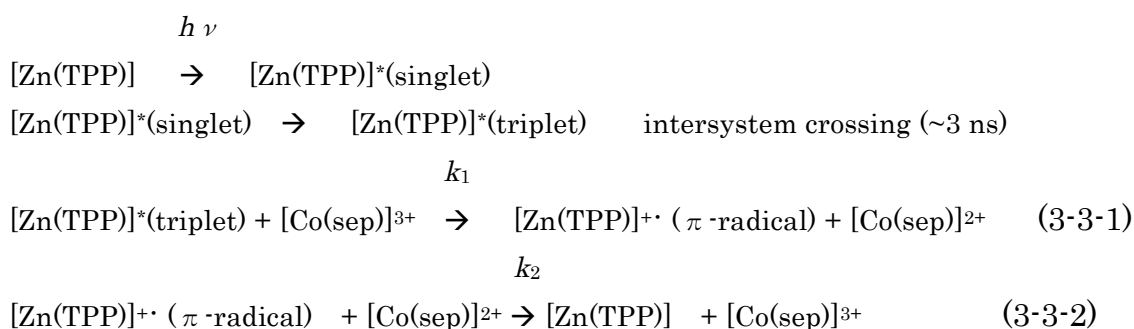 h ν
[Zn(TPP)] → [Zn(TPP)]*(singlet)
[Zn(TPP)]*(singlet) → [Zn(TPP)]*(triplet) intersystem crossing (~3 ns)
k₁
[Zn(TPP)]*(triplet) + [Co(sep)]³⁺ → [Zn(TPP)]⁺· ( π -radical) + [Co(sep)]²⁺ (3-3-1)
k₂
[Zn(TPP)]⁺· ( π -radical) + [Co(sep)]²⁺ → [Zn(TPP)] + [Co(sep)]³⁺ (3-3-2)